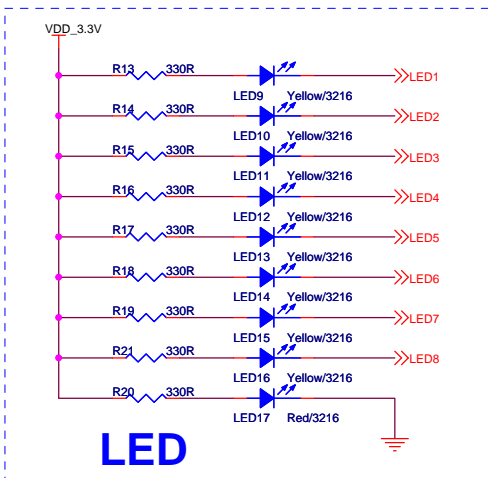 VDD_3.3V
R13 330R LED1
LED9 Yellow/3216
R14 330R LED2
LED10 Yellow/3216
R15 330R LED3
LED11 Yellow/3216
R16 330R LED4
LED12 Yellow/3216
R17 330R LED5
LED13 Yellow/3216
R18 330R LED6
LED14 Yellow/3216
R19 330R LED7
LED15 Yellow/3216
R21 330R LED8
LED16 Yellow/3216
R20 330R
LED17 Red/3216
LED